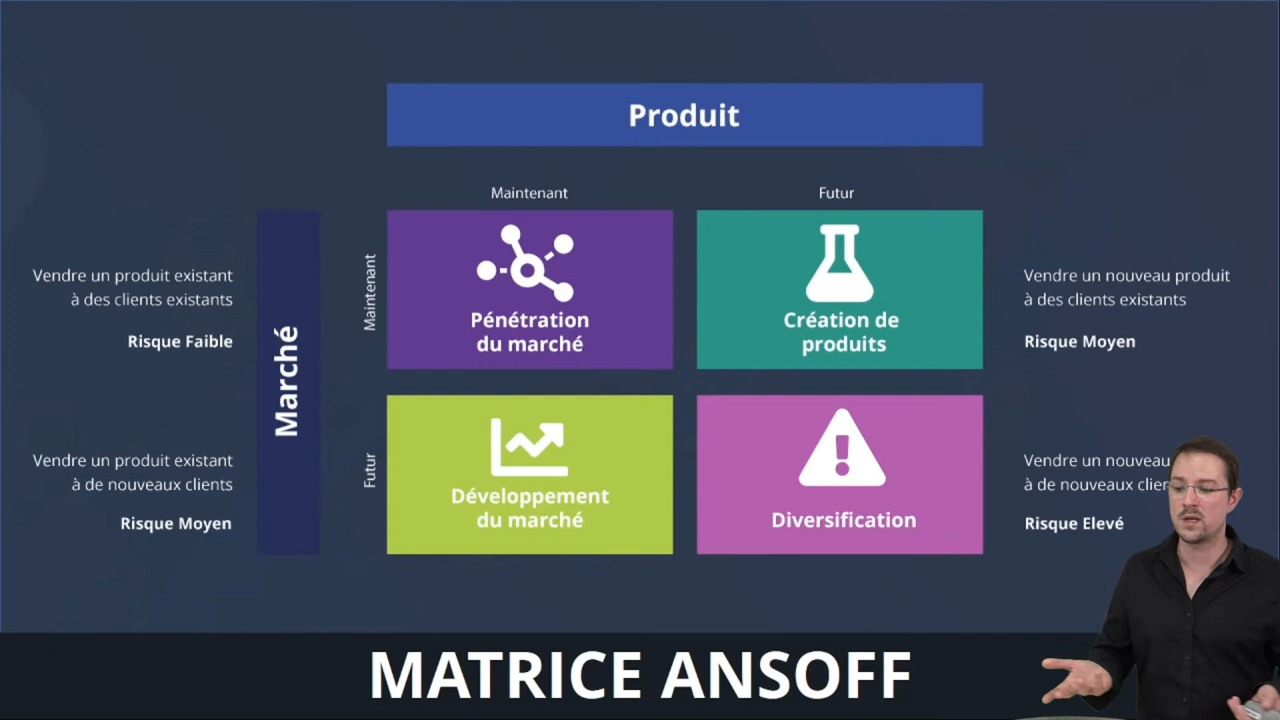 Produit
Maintenant
Futur
Marché
Maintenant
Futur
Vendre un produit existant
à des clients existants
Risque Faible
Pénétration
du marché
Création de
produits
Vendre un nouveau produit
à des clients existants
Risque Moyen
Vendre un produit existant
à de nouveaux clients
Risque Moyen
Développement
du marché
Diversification
Vendre un nouveau
à de nouveaux
Risque Elevé
MATRICE ANSOFF